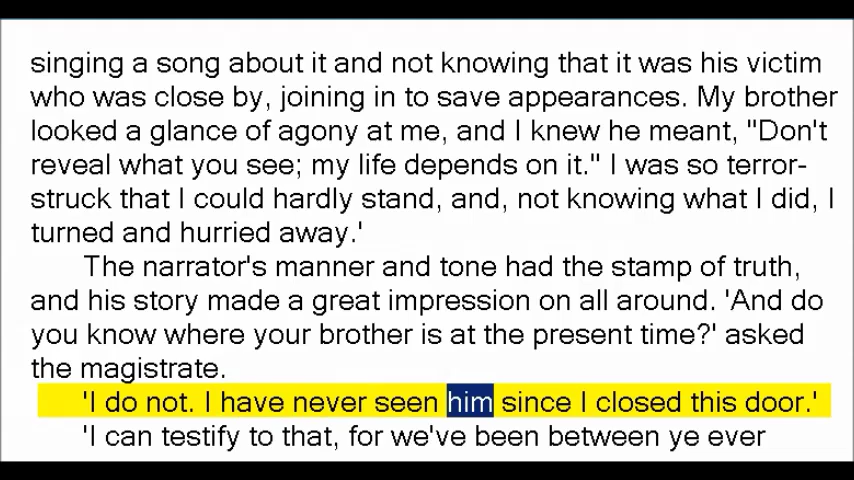 singing a song about it and not knowing that it was his victim
who was close by, joining in to save appearances. My brother
looked a glance of agony at me, and I knew he meant, "Don't
reveal what you see; my life depends on it." I was so terror-
struck that I could hardly stand, and, not knowing what I did, I
turned and hurried away.'
The narrator's manner and tone had the stamp of truth,
and his story made a great impression on all around. 'And do
you know where your brother is at the present time?' asked
the magistrate.
'I do not. I have never seen him since I closed this door.'
'I can testify to that, for we've been between ye ever